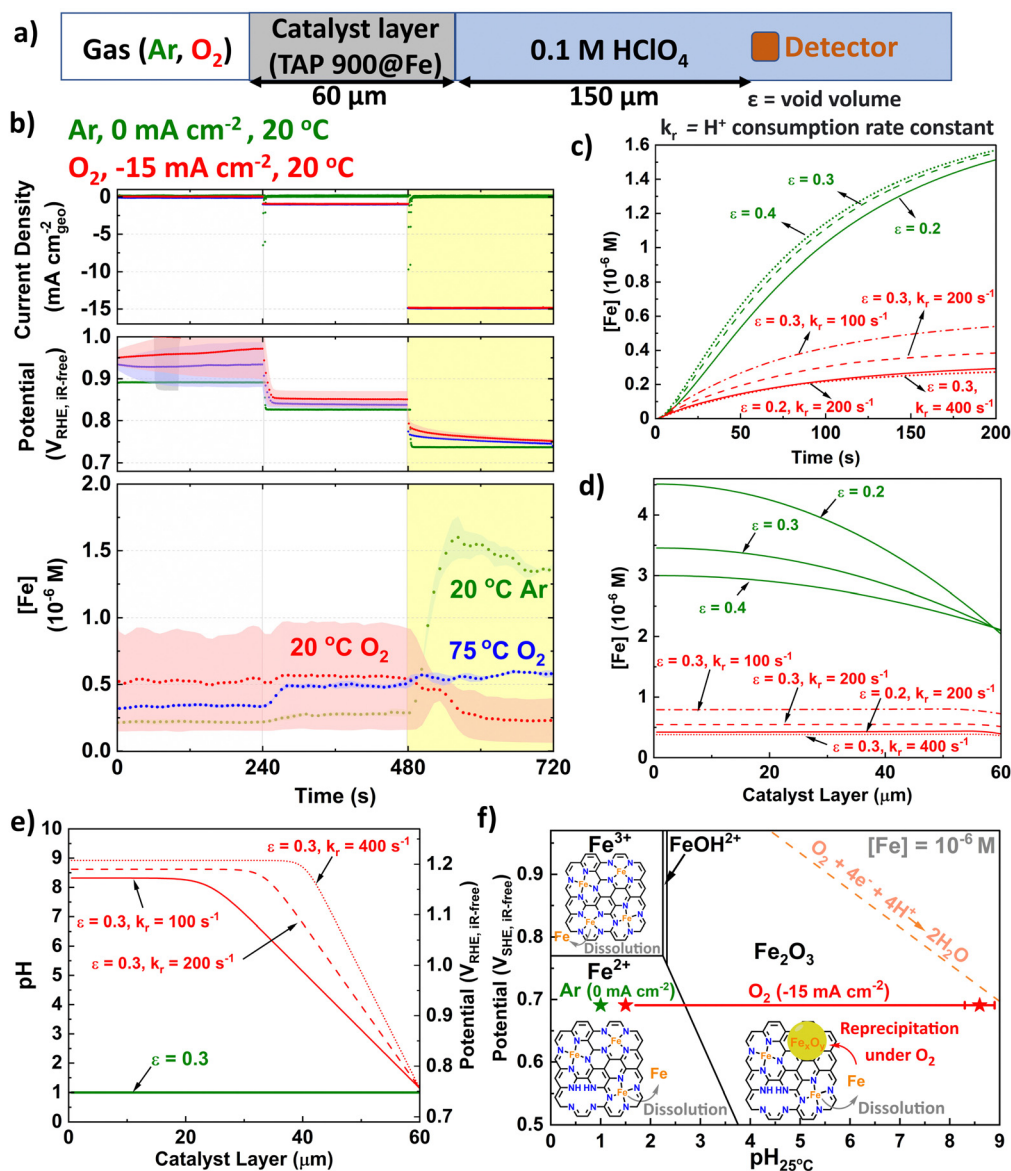 a)
Gas (Ar, O₂)
Catalyst layer
(TAP 900@Fe)
0.1 M HClO₄
Detector
60 µm
150 µm
ε = void volume
kᵣ = H⁺ consumption rate constant
b)
Ar, 0 mA cm⁻², 20 °C
O₂, -15 mA cm⁻², 20 °C
Current Density
(mA cm⁻²geo)
0
-5
-10
-15
Potential
(V RHE, iR-free)
1.0
0.9
0.8
0.7
[Fe]
(10⁻⁶ M)
2.0
1.5
1.0
0.5
0.0
20 °C Ar
20 °C O₂
75 °C O₂
0
240
480
720
Time (s)
c)
[Fe] (10⁻⁶ M)
1.6
1.4
1.2
1.0
0.8
0.6
0.4
0.2
0
ε = 0.3
ε = 0.4
ε = 0.2
ε = 0.3, kᵣ = 200 s⁻¹
ε = 0.3, kᵣ = 100 s⁻¹
ε = 0.2, kᵣ = 200 s⁻¹
ε = 0.3,
kᵣ = 400 s⁻¹
0
50
100
150
200
Time (s)
d)
[Fe] (10⁻⁶ M)
4
3
2
1
0
ε = 0.2
ε = 0.3
ε = 0.4
ε = 0.3, kᵣ = 100 s⁻¹
ε = 0.3, kᵣ = 200 s⁻¹
ε = 0.2, kᵣ = 200 s⁻¹
ε = 0.3, kᵣ = 400 s⁻¹
0
20
40
60
Catalyst Layer (µm)
e)
pH
10
9
8
7
6
5
4
3
2
1
0
ε = 0.3, kᵣ = 400 s⁻¹
ε = 0.3, kᵣ = 100 s⁻¹
ε = 0.3, kᵣ = 200 s⁻¹
ε = 0.3
1.2
1.1
1.0
0.9
0.8
0.7
Potential (V RHE, iR-free)
0
20
40
60
Catalyst Layer (µm)
f)
Potential (V SHE, iR-free)
0.9
0.8
0.7
0.6
0.5
Fe³⁺
FeOH²⁺
[Fe] = 10⁻⁶ M
O₂ + 4e⁻ + 4H⁺
2H₂O
N
Fe
Fe
Dissolution
Fe²⁺
Fe₂O₃
Ar (0 mA cm⁻²)
O₂ (-15 mA cm⁻²)
NH HN
Fe
Dissolution
FeₓOᵧ
Reprecipitation
under O₂
NH HN
Fe
Dissolution
0
1
2
3
4
5
6
7
8
9
pH25°C